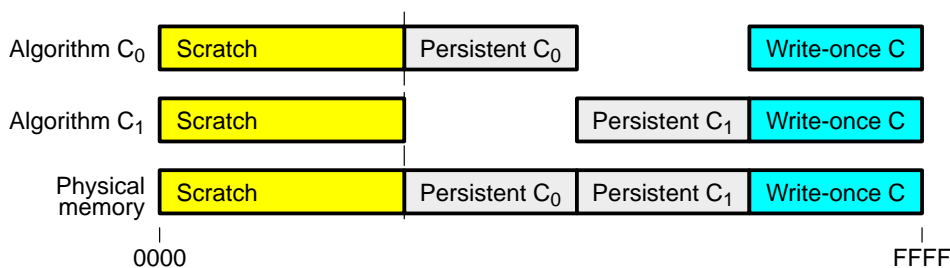 Algorithm C0 Scratch Persistent C0 Write-once C
Algorithm C1 Scratch Persistent C1 Write-once C
Physical
memory Scratch Persistent C0 Persistent C1 Write-once C
0000 FFFF